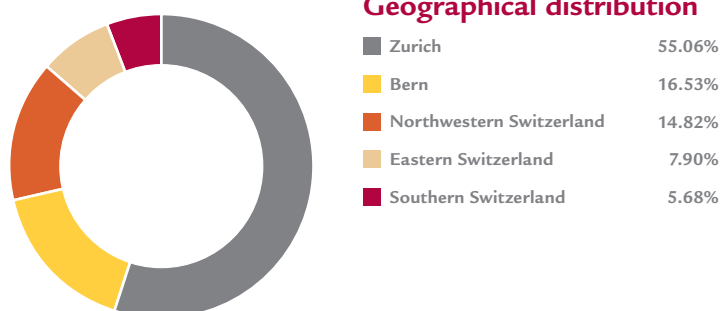 Geographical distribution
Zurich 55.06%
Bern 16.53%
Northwestern Switzerland 14.82%
Eastern Switzerland 7.90%
Southern Switzerland 5.68%